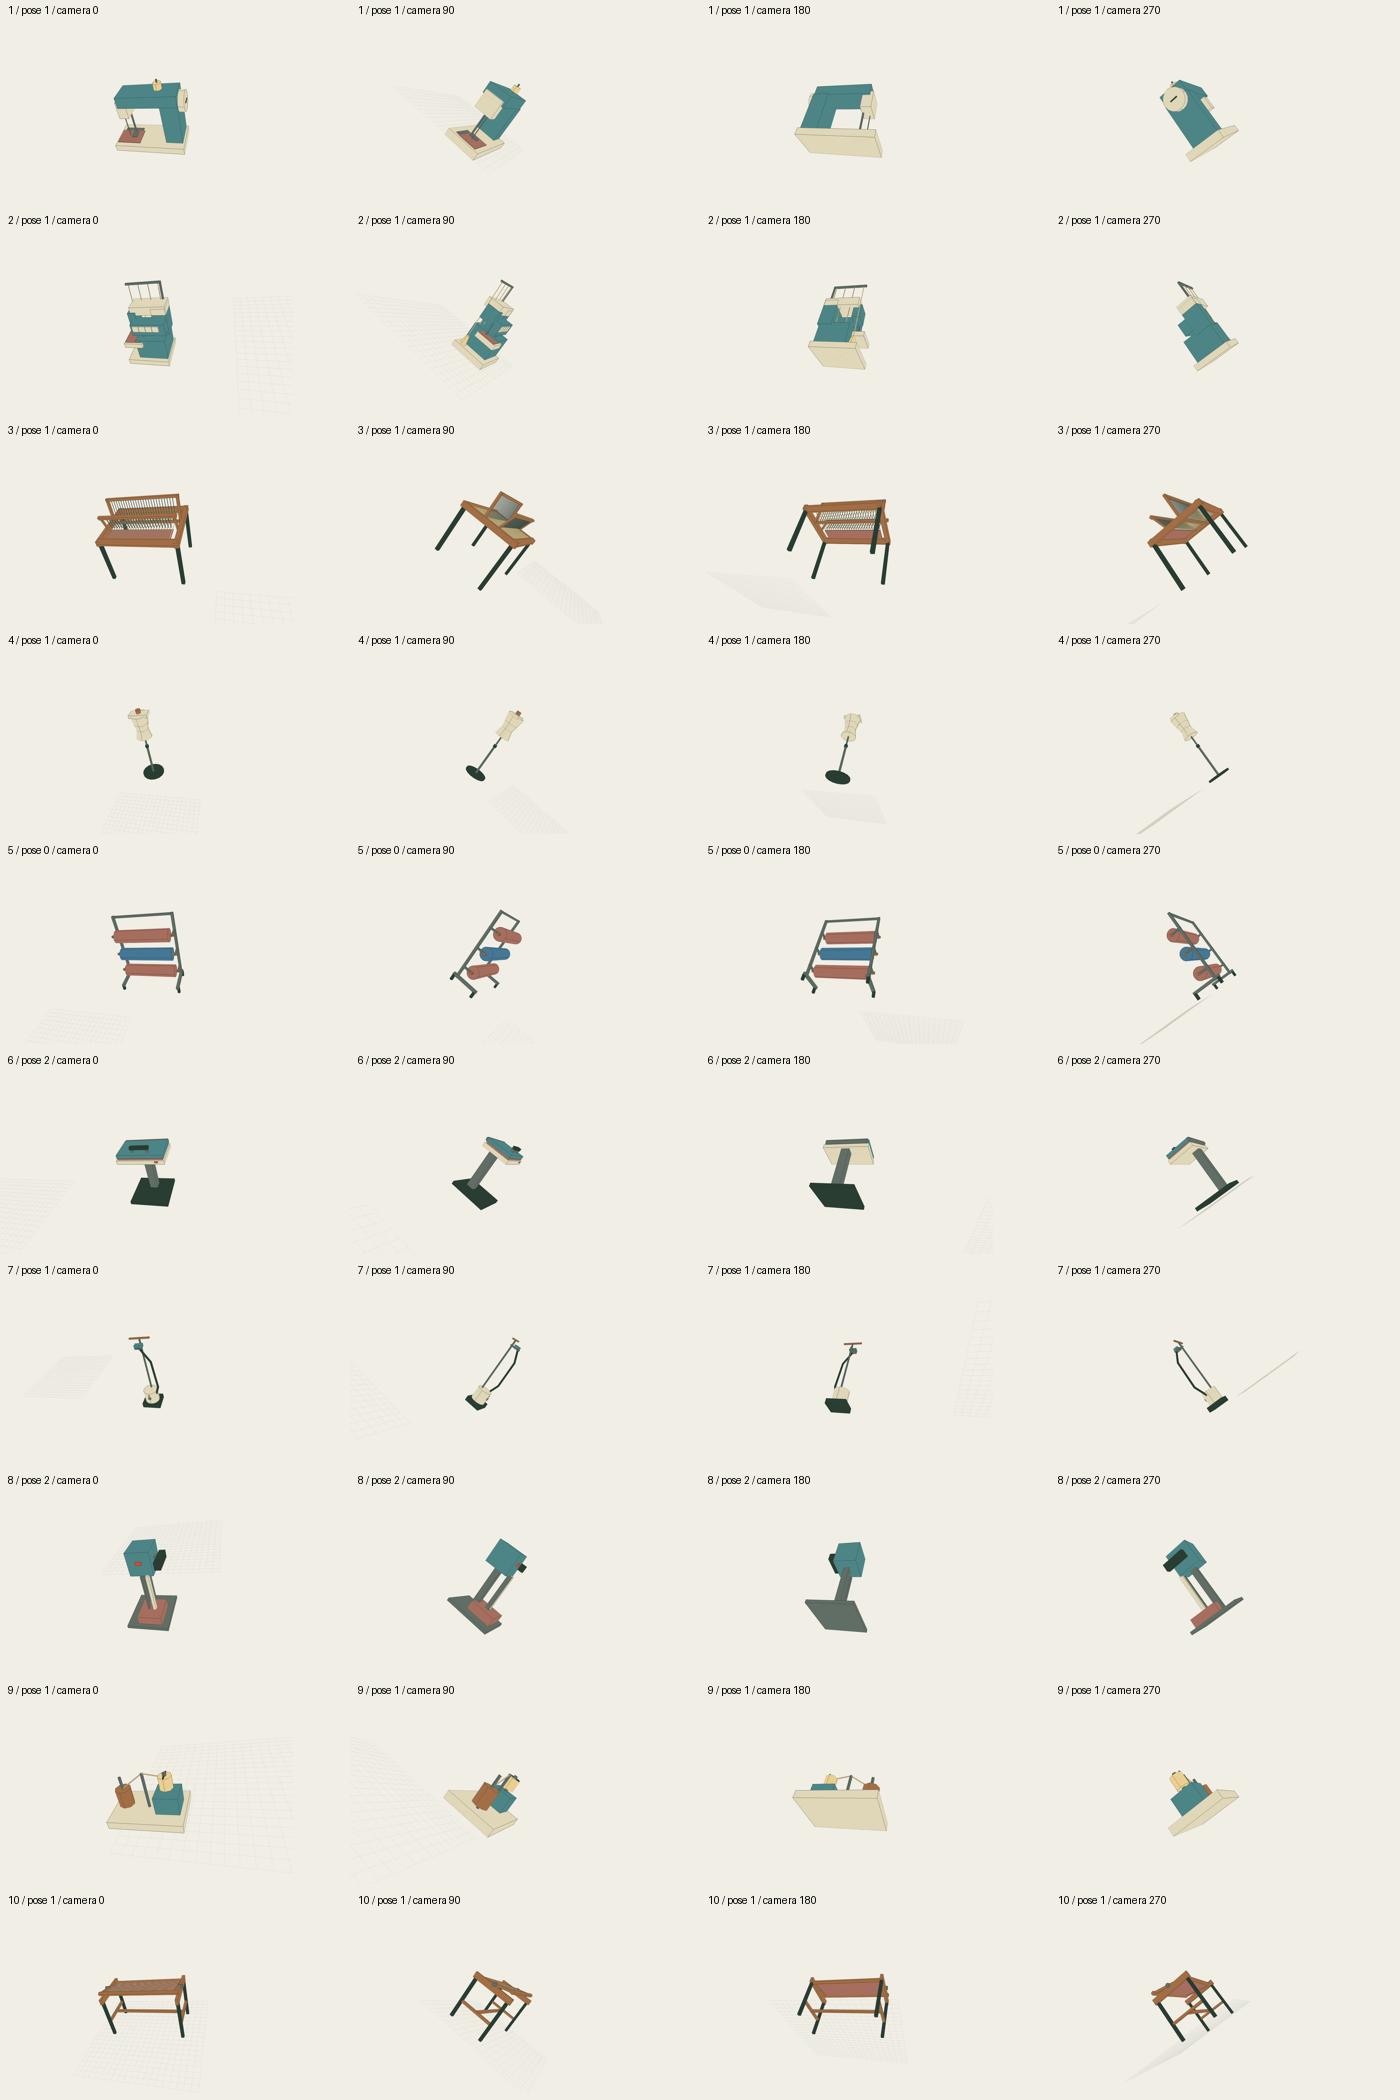 1 / pose 1 / camera 0
1 / pose 1 / camera 90
1 / pose 1 / camera 180
1 / pose 1 / camera 270
2 / pose 1 / camera 0
2 / pose 1 / camera 90
2 / pose 1 / camera 180
2 / pose 1 / camera 270
3 / pose 1 / camera 0
3 / pose 1 / camera 90
3 / pose 1 / camera 180
3 / pose 1 / camera 270
4 / pose 1 / camera 0
4 / pose 1 / camera 90
4 / pose 1 / camera 180
4 / pose 1 / camera 270
5 / pose 0 / camera 0
5 / pose 0 / camera 90
5 / pose 0 / camera 180
5 / pose 0 / camera 270
6 / pose 2 / camera 0
6 / pose 2 / camera 90
6 / pose 2 / camera 180
6 / pose 2 / camera 270
7 / pose 1 / camera 0
7 / pose 1 / camera 90
7 / pose 1 / camera 180
7 / pose 1 / camera 270
8 / pose 2 / camera 0
8 / pose 2 / camera 90
8 / pose 2 / camera 180
8 / pose 2 / camera 270
9 / pose 1 / camera 0
9 / pose 1 / camera 90
9 / pose 1 / camera 180
9 / pose 1 / camera 270
10 / pose 1 / camera 0
10 / pose 1 / camera 90
10 / pose 1 / camera 180
10 / pose 1 / camera 270